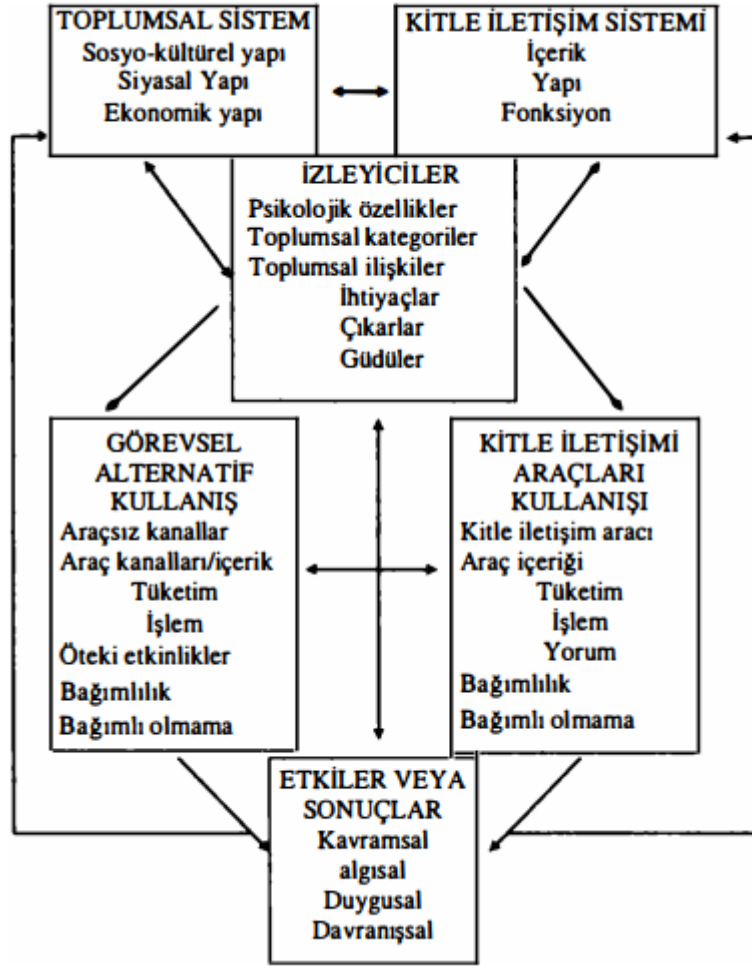 TOPLUMSAL SİSTEM
Sosyo-kültürel yapı
Siyasal Yapı
Ekonomik yapı
KİTLE İLETİŞİM SİSTEMİ
İçerik
Yapı
Fonksiyon
İZLEYİCİLER
Psikolojik özellikler
Toplumsal kategoriler
Toplumsal ilişkiler
İhtiyaçlar
Çıkarlar
Güdüler
GÖREVSEL
ALTERNATİF
KULLANIŞ
Araçsız kanallar
Araç kanalları/içerik
Tüketim
İşlem
Öteki etkinlikler
Bağımlılık
Bağımlı olmama
KİTLE İLETİŞİMİ
ARAÇLARI
KULLANIŞI
Kitle iletişim aracı
Araç içeriği
Tüketim
İşlem
Yorum
Bağımlılık
Bağımlı olmama
ETKİLER VEYA
SONUÇLAR
Kavramsal
algısal
Duygusal
Davranışsal